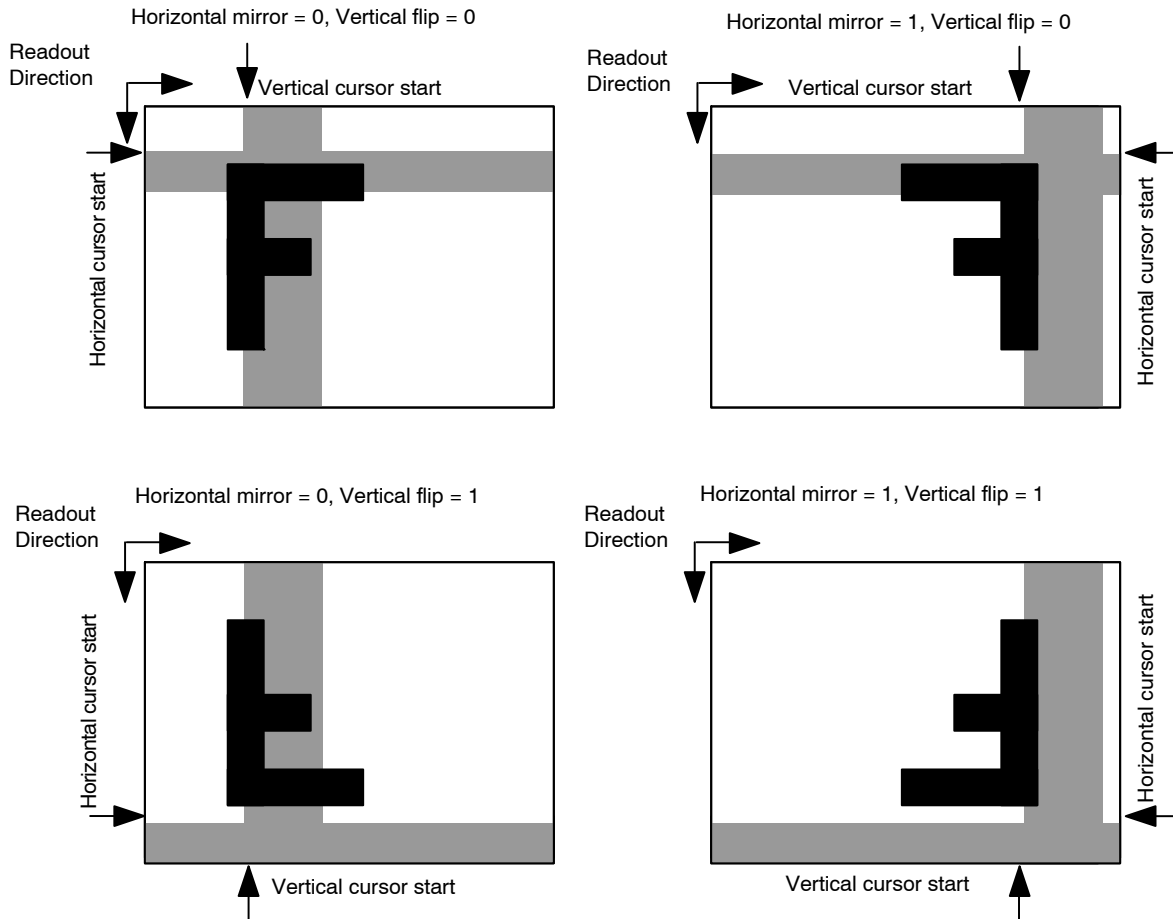 Horizontal mirror = 0, Vertical flip = 0
Readout
Direction
Vertical cursor start
Horizontal cursor start
Horizontal mirror = 1, Vertical flip = 0
Readout
Direction
Vertical cursor start
Horizontal cursor start
Horizontal mirror = 0, Vertical flip = 1
Readout
Direction
Horizontal cursor start
Vertical cursor start
Horizontal mirror = 1, Vertical flip = 1
Readout
Direction
Horizontal cursor start
Vertical cursor start